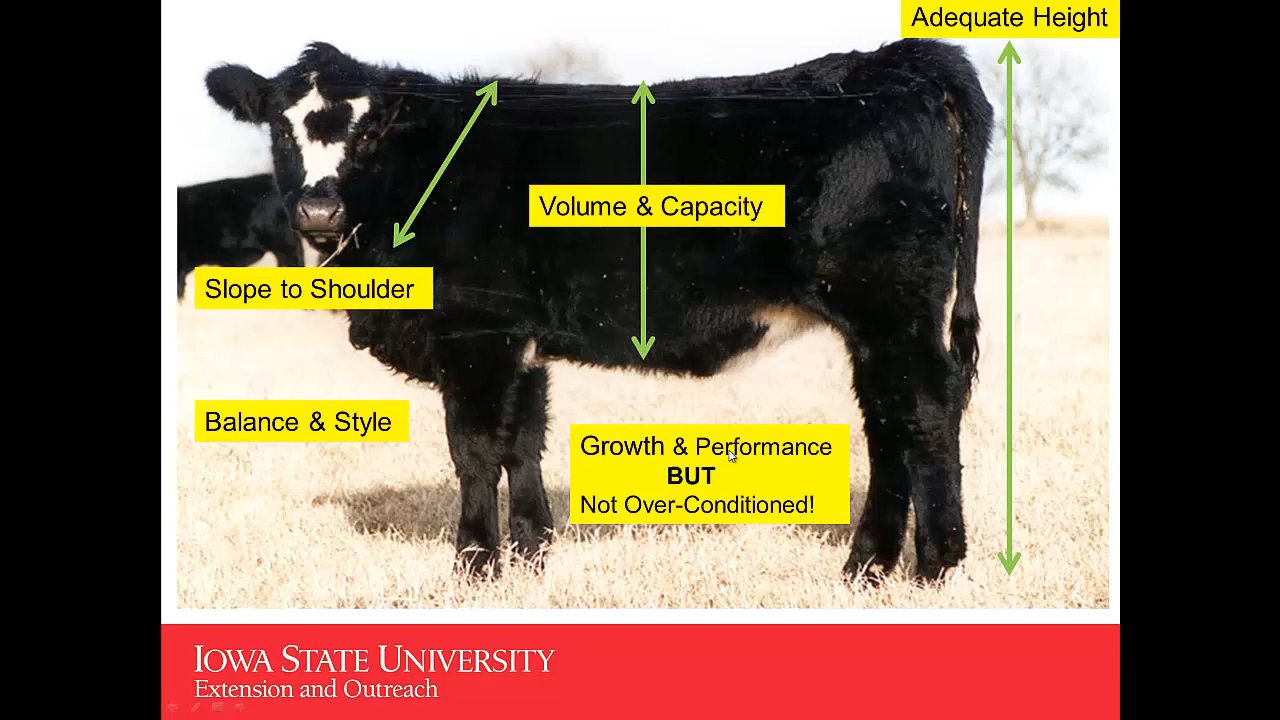 Adequate Height
Volume & Capacity
Slope to Shoulder
Balance & Style
Growth & Performance
BUT
Not Over-Conditioned!
IOWA STATE UNIVERSITY
Extension and Outreach